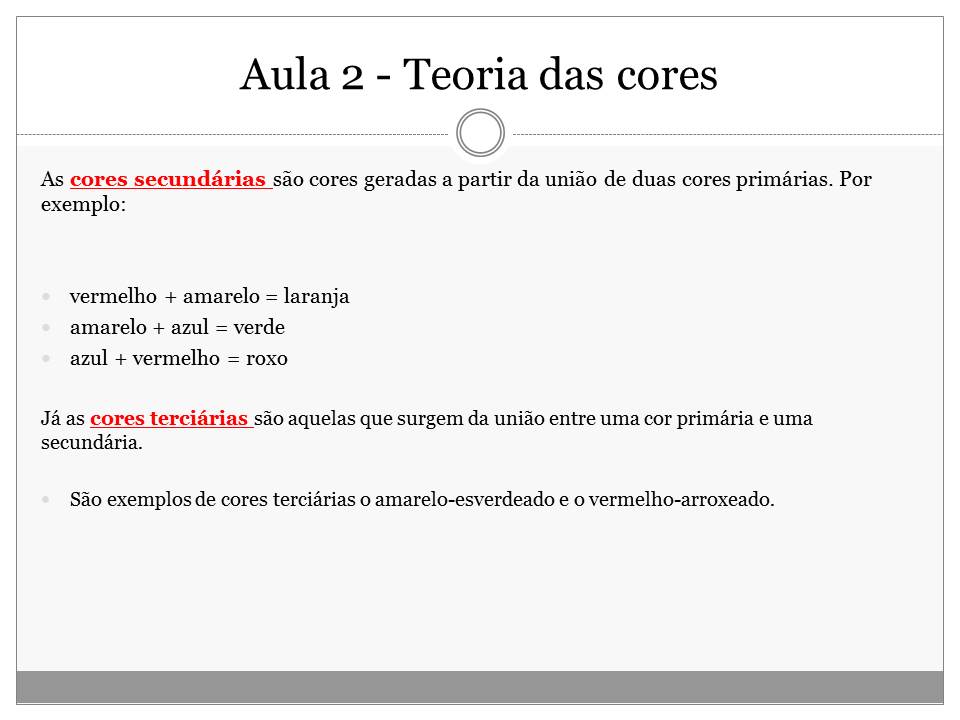 Aula 2 - Teoria das cores
As cores secundárias são cores geradas a partir da união de duas cores primárias. Por
exemplo:
• vermelho + amarelo = laranja
• amarelo + azul = verde
• azul + vermelho = roxo
Já as cores terciárias são aquelas que surgem da união entre uma cor primária e uma
secundária.
• São exemplos de cores terciárias o amarelo-esverdeado e o vermelho-arroxeado.